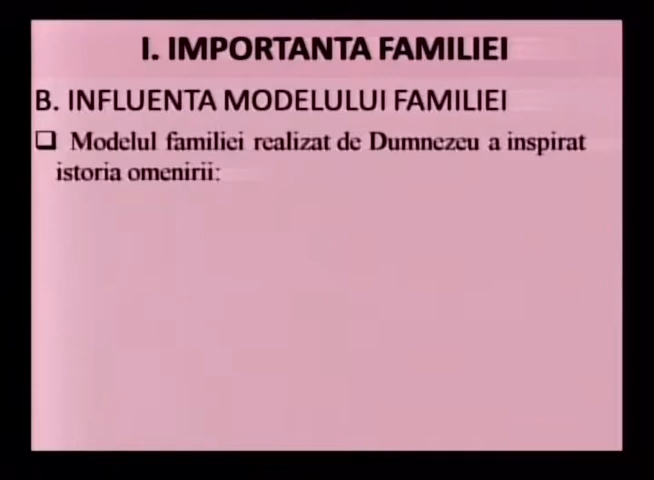 I. IMPORTANTA FAMILIEI
B. INFLUENTA MODELULUI FAMILIEI
❑ Modelul familiei realizat de Dumnezeu a inspirat
istoria omenirii: